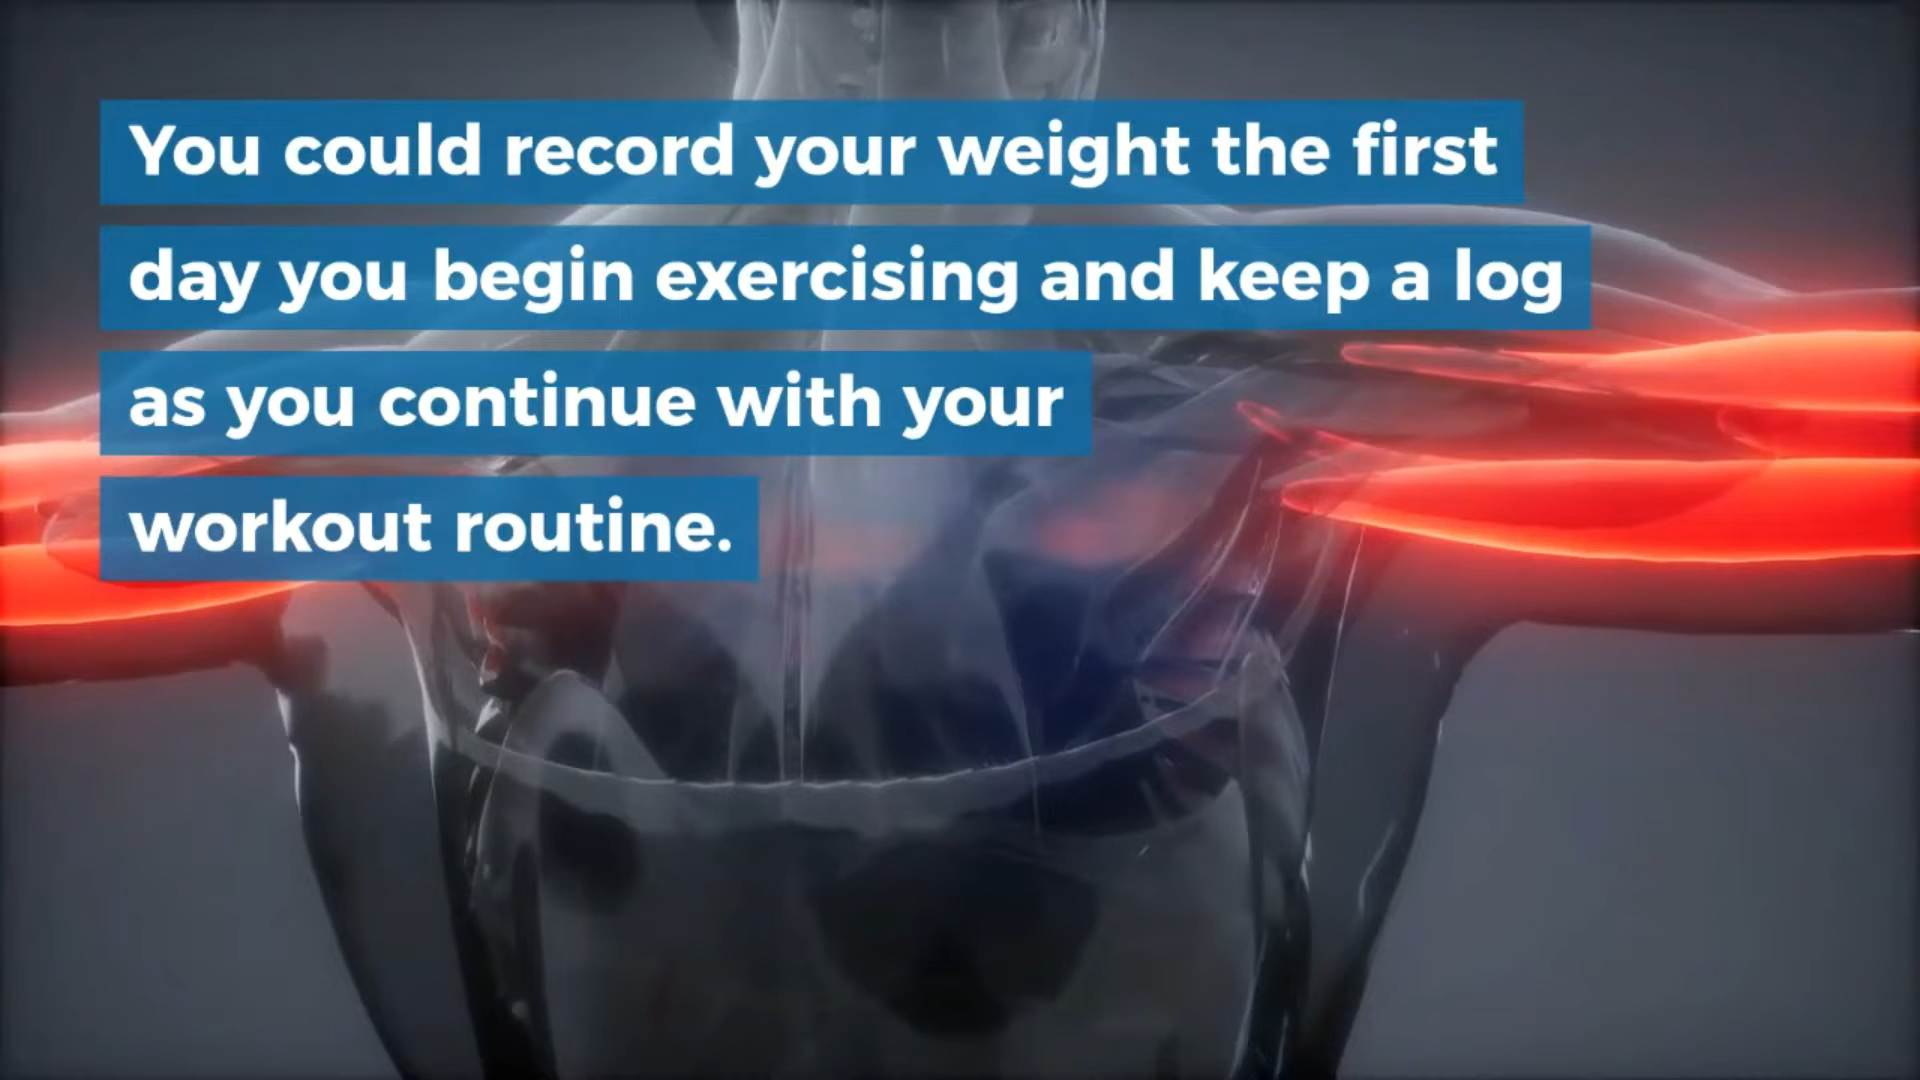 You could record your weight the first
day you begin exercising and keep a log
as you continue with your
workout routine.